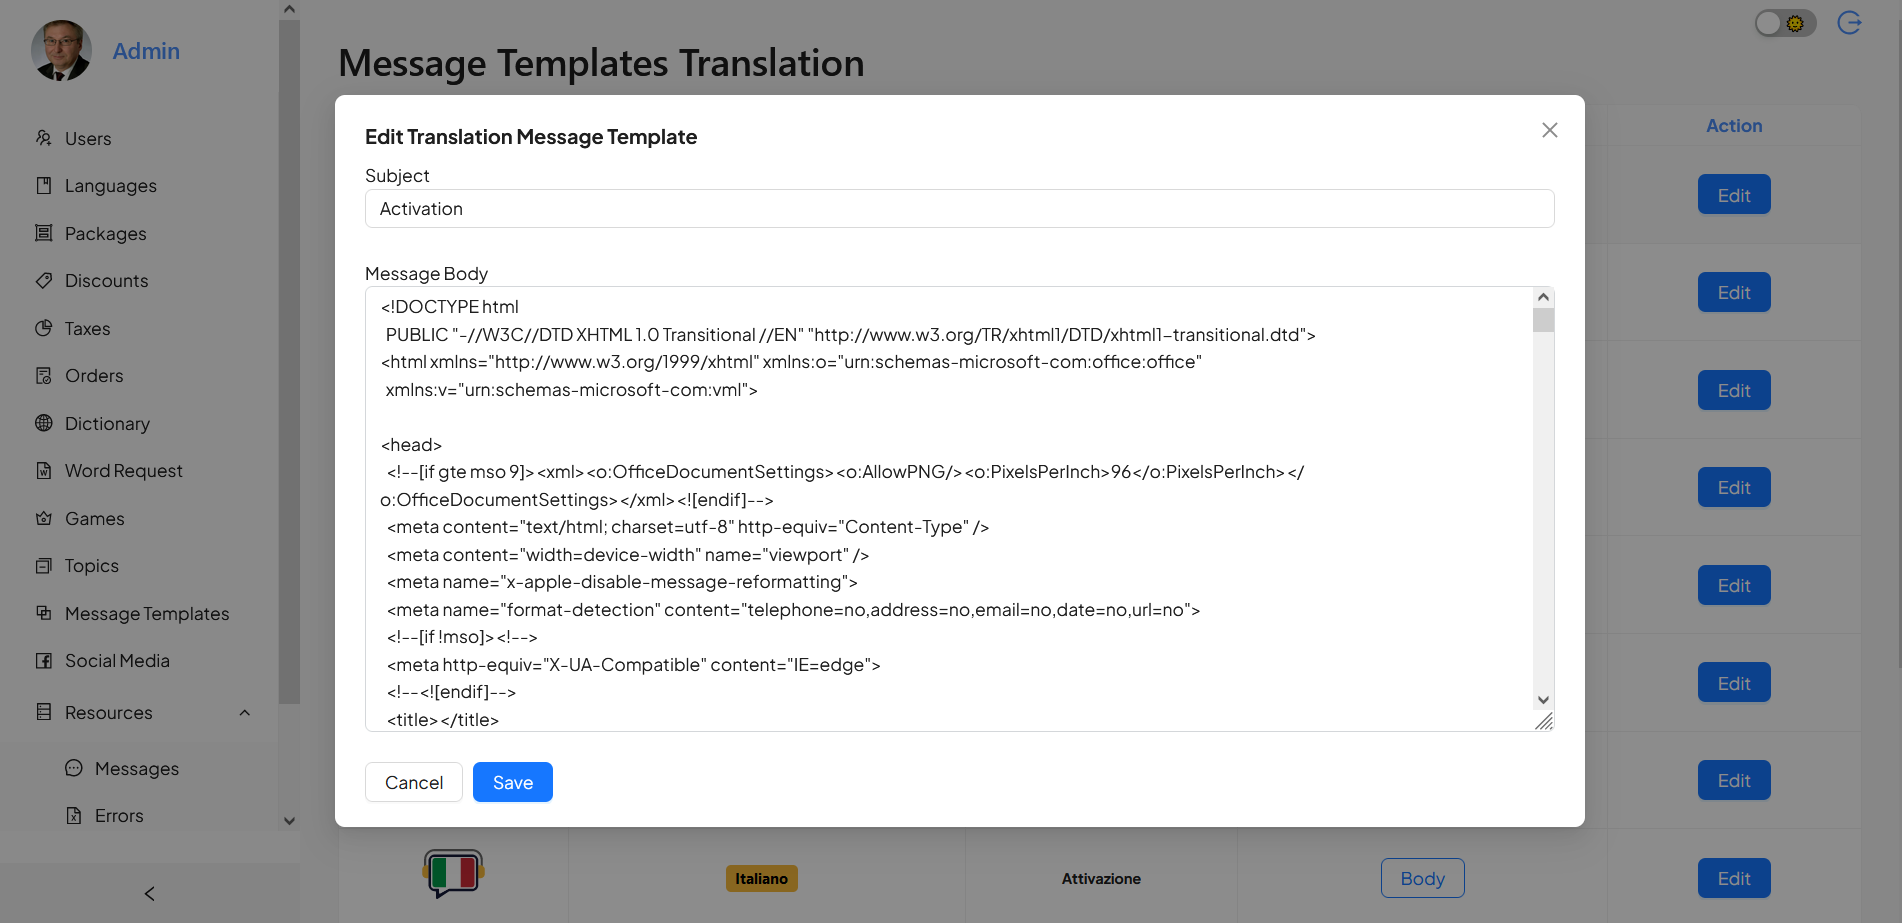 Admin
Users
Languages
Packages
Discounts
Taxes
Orders
Dictionary
Word Request
Games
Topics
Message Templates
Social Media
Resources
Messages
Errors
Message Templates Translation
Action
Edit
Edit
Edit
Edit
Edit
Edit
Edit
Edit Translation Message Template
Subject
Activation
Message Body
<!DOCTYPE html
PUBLIC "-//W3C//DTD XHTML 1.0 Transitional //EN" "http://www.w3.org/TR/xhtml1/DTD/xhtml1-transitional.dtd">
<html xmlns="http://www.w3.org/1999/xhtml" xmlns:o="urn:schemas-microsoft-com:office:office"
xmlns:v="urn:schemas-microsoft-com:vml">
<head>
<!--[if gte mso 9]><xml><o:OfficeDocumentSettings><o:AllowPNG/><o:PixelsPerInch>96</o:PixelsPerInch></
o:OfficeDocumentSettings></xml><![endif]-->
<meta content="text/html; charset=utf-8" http-equiv="Content-Type" />
<meta content="width=device-width" name="viewport" />
<meta name="x-apple-disable-message-reformatting">
<meta name="format-detection" content="telephone=no,address=no,email=no,date=no,url=no">
<!--[if !mso]><!-->
<meta http-equiv="X-UA-Compatible" content="IE=edge">
<!--<![endif]-->
<title></title>
Cancel Save
Italiano Attivazione Body Edit